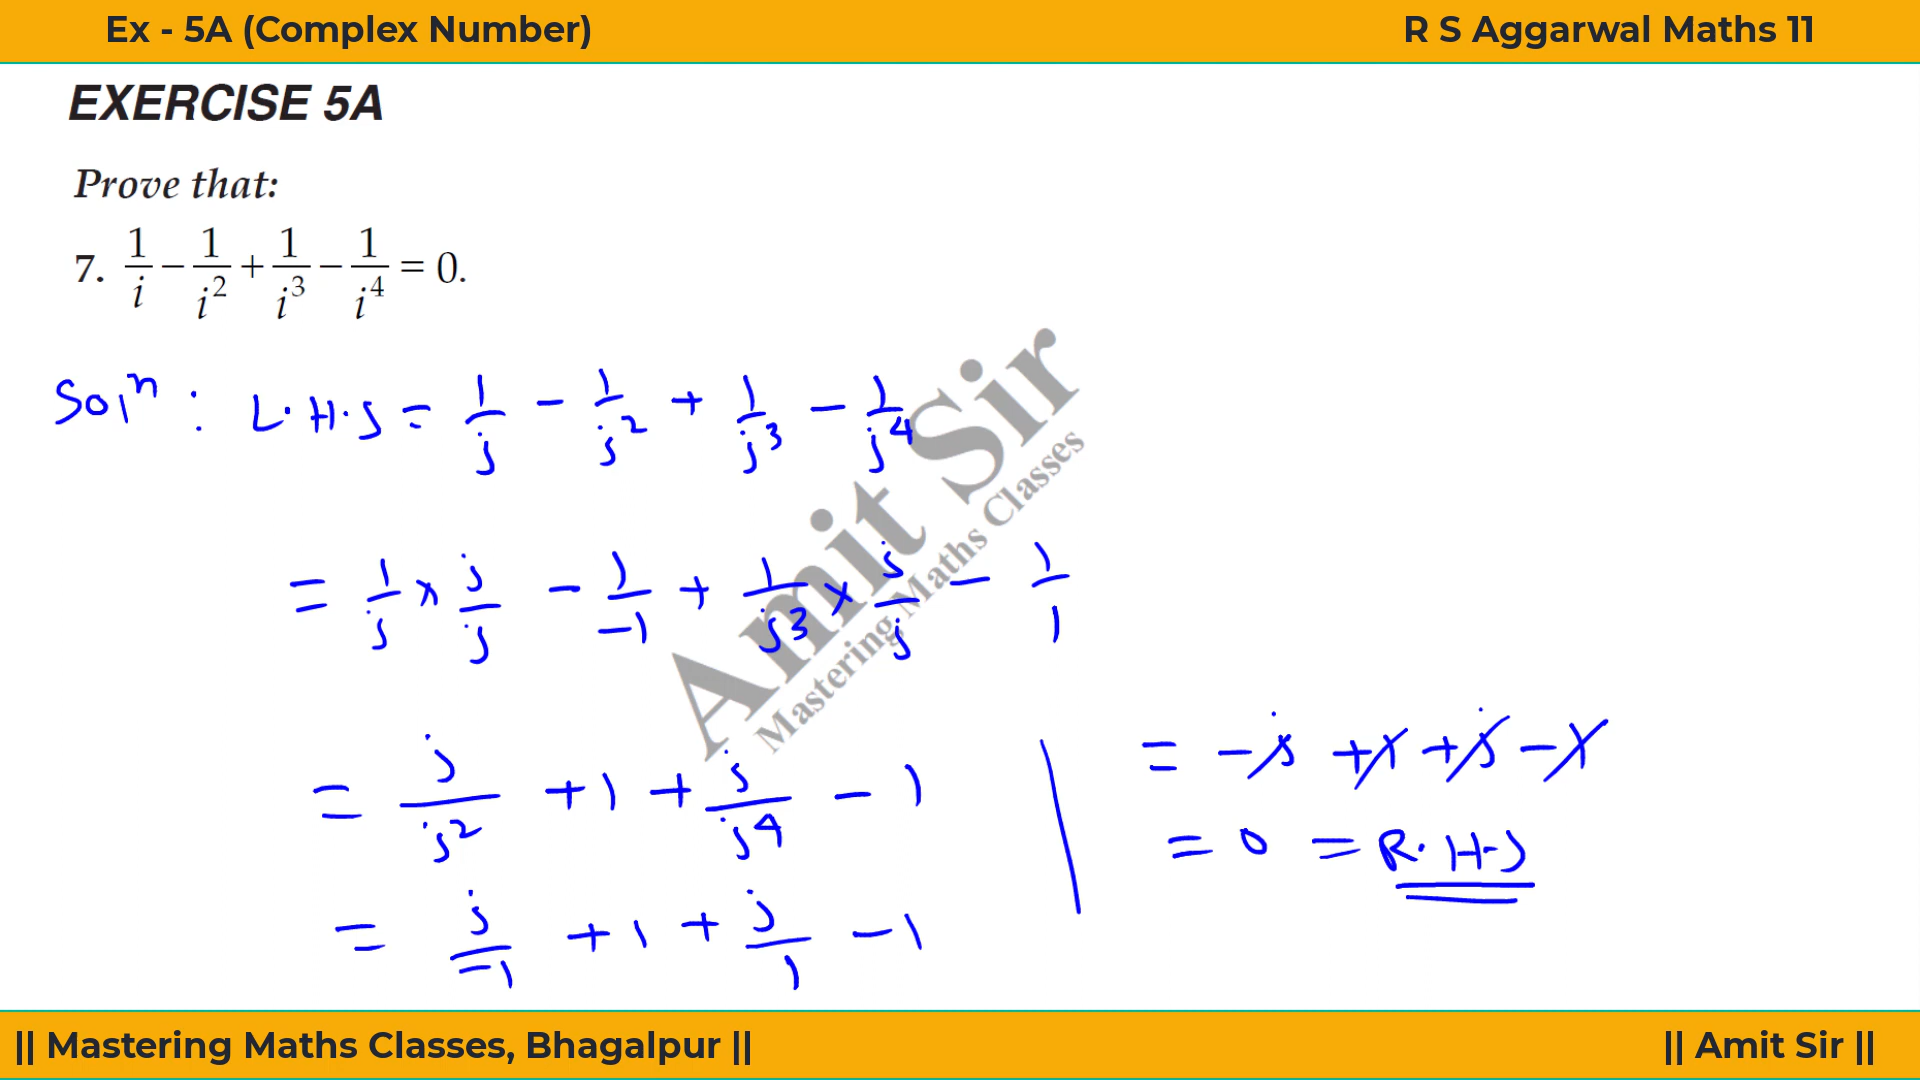 Ex - 5A (Complex Number)
R S Aggarwal Maths 11
EXERCISE 5A
Prove that:
7. 1/i − 1/i² + 1/i³ − 1/i⁴ = 0.
Solⁿ : L.H.S = 1/i − 1/i² + 1/i³ − 1/i⁴
= 1/i × i/i − 1/−1 + 1/i³ × i/i − 1/1
= i/i² + 1 + i/i⁴ − 1
= i/−1 + 1 + i/1 − 1
= − i + 1 + i − 1
= 0 = R.H.S
Amit Sir
Mastering Maths Classes
|| Mastering Maths Classes, Bhagalpur ||
|| Amit Sir ||